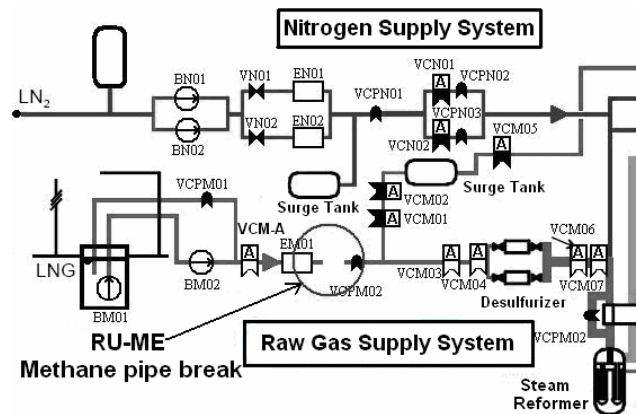 Nitrogen Supply System
VCN01
BN01
VN01
EN01
VCPN02
LN2
VCPN01
VCPN03
BN02
VN02
EN02
VCN02
VCM05
VCPM01
Surge Tank
Surge Tank
VCM02
VCM-A
VCM01
VCM06
EM01
LNG
VCM03
VCM04
VCM07
BM02
VOPM02
Desulfurizer
BM01
RU-ME
Methane pipe break
Raw Gas Supply System
VCPM02
Steam
Reformer
A
A
A
A
A
A
A
A
A
A